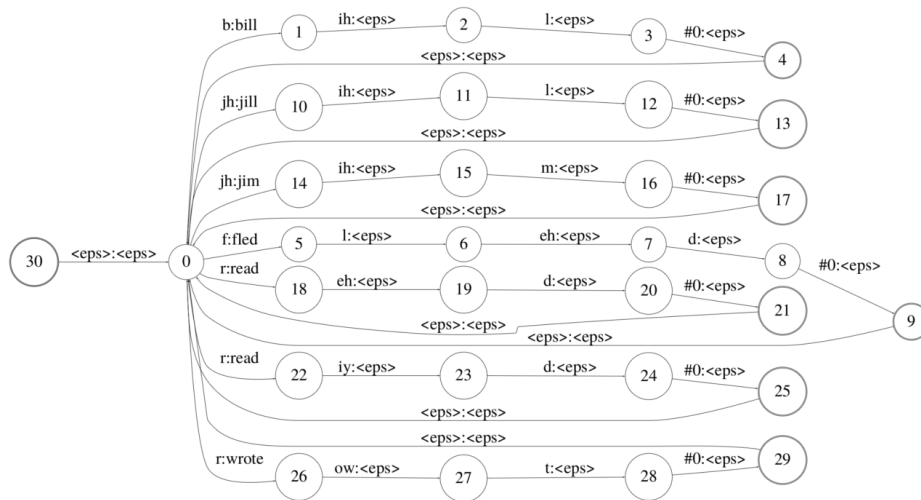 b:bill 1 ih:<eps> 2 l:<eps> 3 #0:<eps> 4
<eps>:<eps>
jh:jill 10 ih:<eps> 11 l:<eps> 12 #0:<eps> 13
<eps>:<eps>
jh:jim 14 ih:<eps> 15 m:<eps> 16 #0:<eps> 17
<eps>:<eps>
30 <eps>:<eps> 0 f:fled 5 l:<eps> 6 eh:<eps> 7 d:<eps> 8 #0:<eps> 9
r:read 18 eh:<eps> 19 d:<eps> 20 #0:<eps> 21
<eps>:<eps>
<eps>:<eps>
r:read 22 iy:<eps> 23 d:<eps> 24 #0:<eps> 25
<eps>:<eps>
<eps>:<eps>
r:wrote 26 ow:<eps> 27 t:<eps> 28 #0:<eps> 29